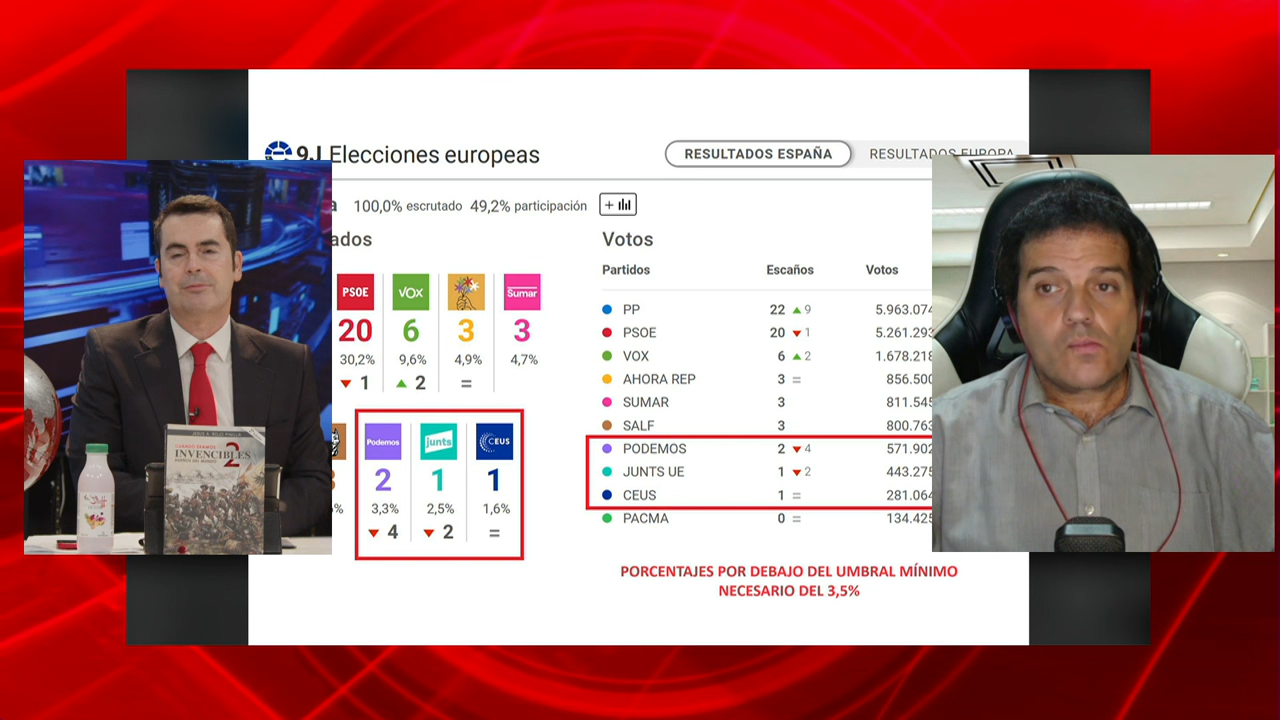 9J Elecciones europeas
RESULTADOS ESPAÑA
RESULTADOS EUROPA
100,0% escrutado 49,2% participación
ados
Votos
Partidos Escaños Votos
PSOE VOX Sumar
20 6 3 3
30,2% 9,6% 4,9% 4,7%
1 2 =
PP 22 9 5.963.074
PSOE 20 1 5.261.293
VOX 6 2 1.678.218
AHORA REP 3 = 856.500
SUMAR 3 811.545
SALF 3 800.763
PODEMOS 2 4 571.902
JUNTS UE 1 2 443.275
CEUS 1 = 281.064
PACMA 0 = 134.425
Podemos junts CEUS
2 1 1
% 3,3% 2,5% 1,6%
4 2 =
PORCENTAJES POR DEBAJO DEL UMBRAL MÍNIMO
NECESARIO DEL 3,5%
INVENCIBLES
2